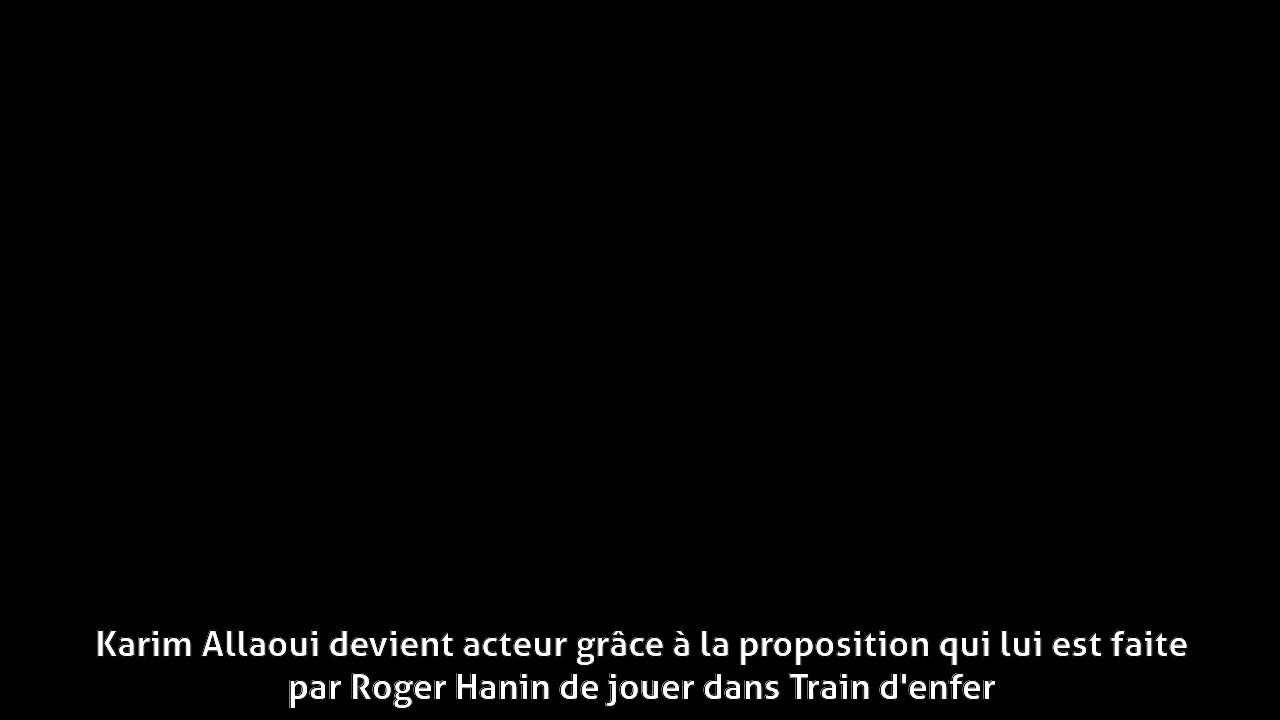 Karim Allaoui devient acteur grâce à la proposition qui lui est faite
par Roger Hanin de jouer dans Train d'enfer